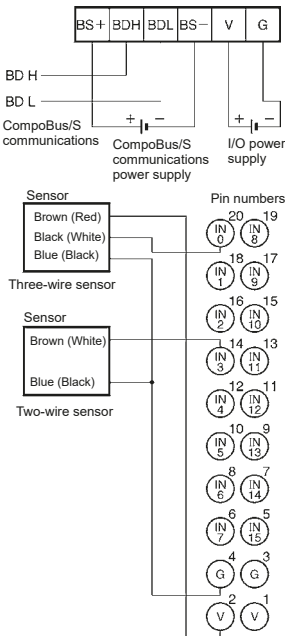 BS+ BDH BDL BS− V G
BD H
BD L
+ −
+ −
CompoBus/S
communications
CompoBus/S
communications
power supply
I/O power
supply
Sensor
Brown (Red)
Black (White)
Blue (Black)
Three-wire sensor
Sensor
Brown (White)
Blue (Black)
Two-wire sensor
Pin numbers
20 19
IN 0 IN 8
18 17
IN 1 IN 9
16 15
IN 2 IN 10
14 13
IN 3 IN 11
12 11
IN 4 IN 12
10 9
IN 5 IN 13
8 7
IN 6 IN 14
6 5
IN 7 IN 15
4 3
G G
2 1
V V